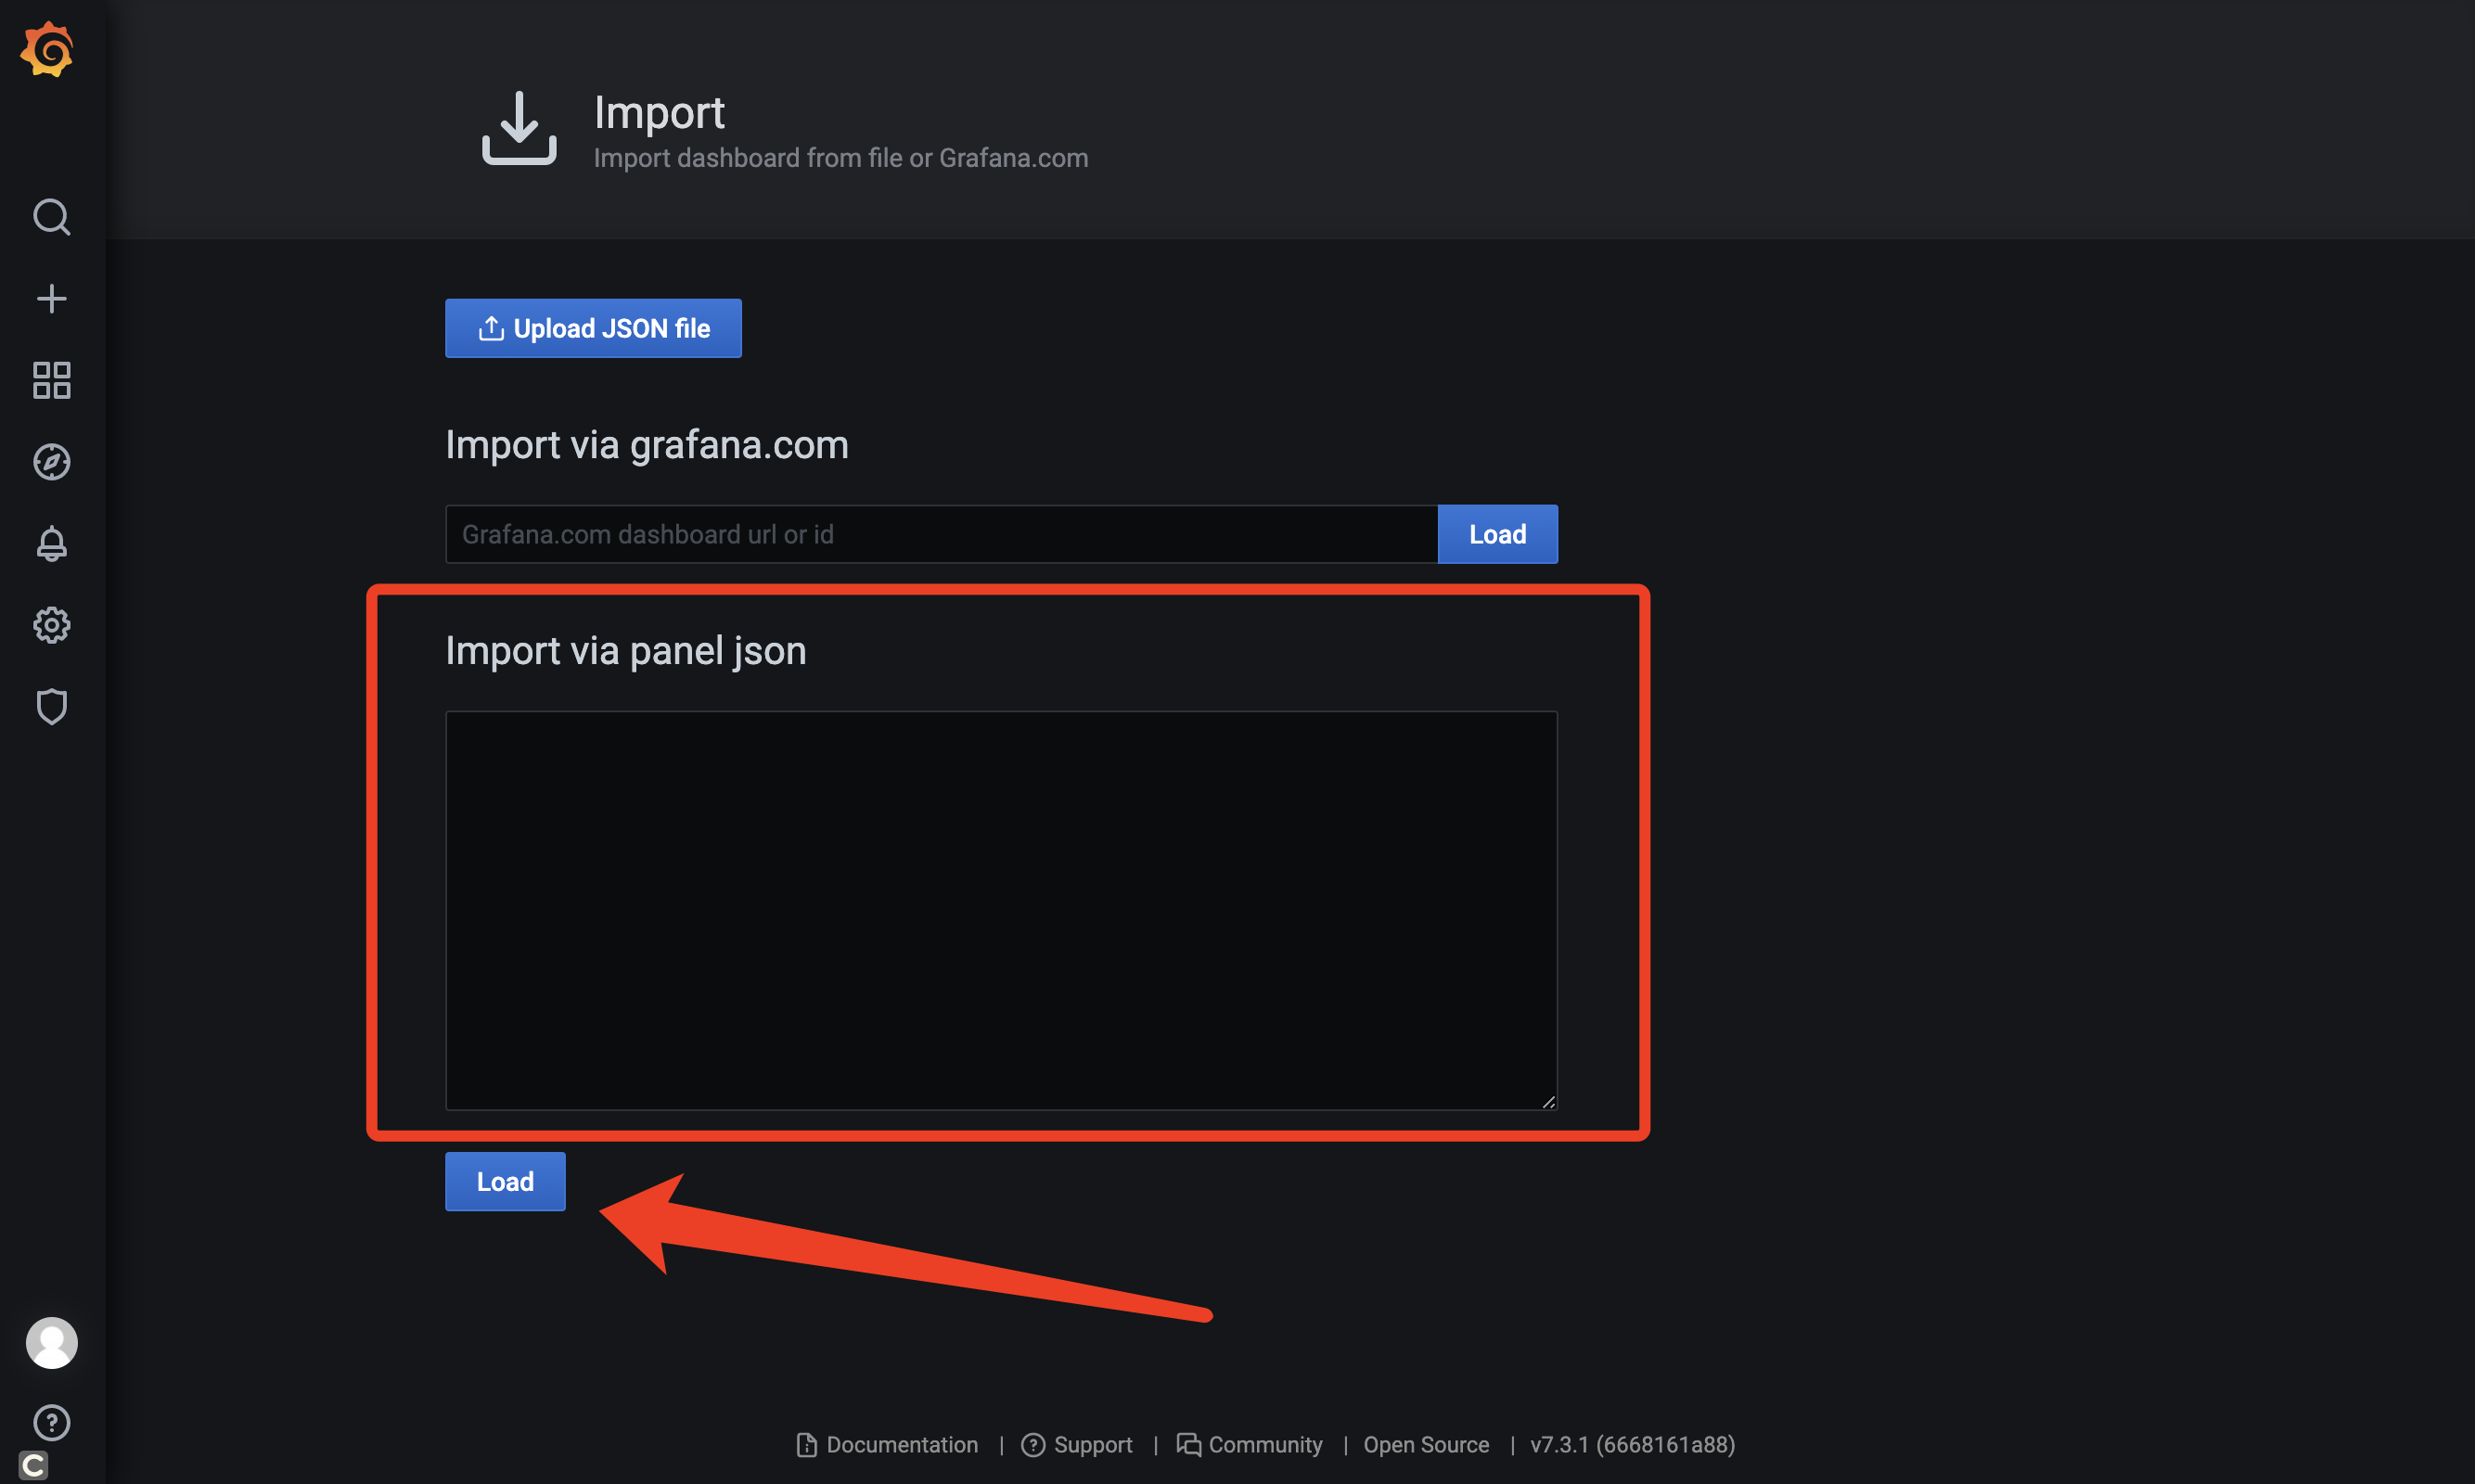 Import
Import dashboard from file or Grafana.com
Upload JSON file
Import via grafana.com
Grafana.com dashboard url or id
Load
Import via panel json
Load
Documentation | Support | Community | Open Source | v7.3.1 (6668161a88)
C